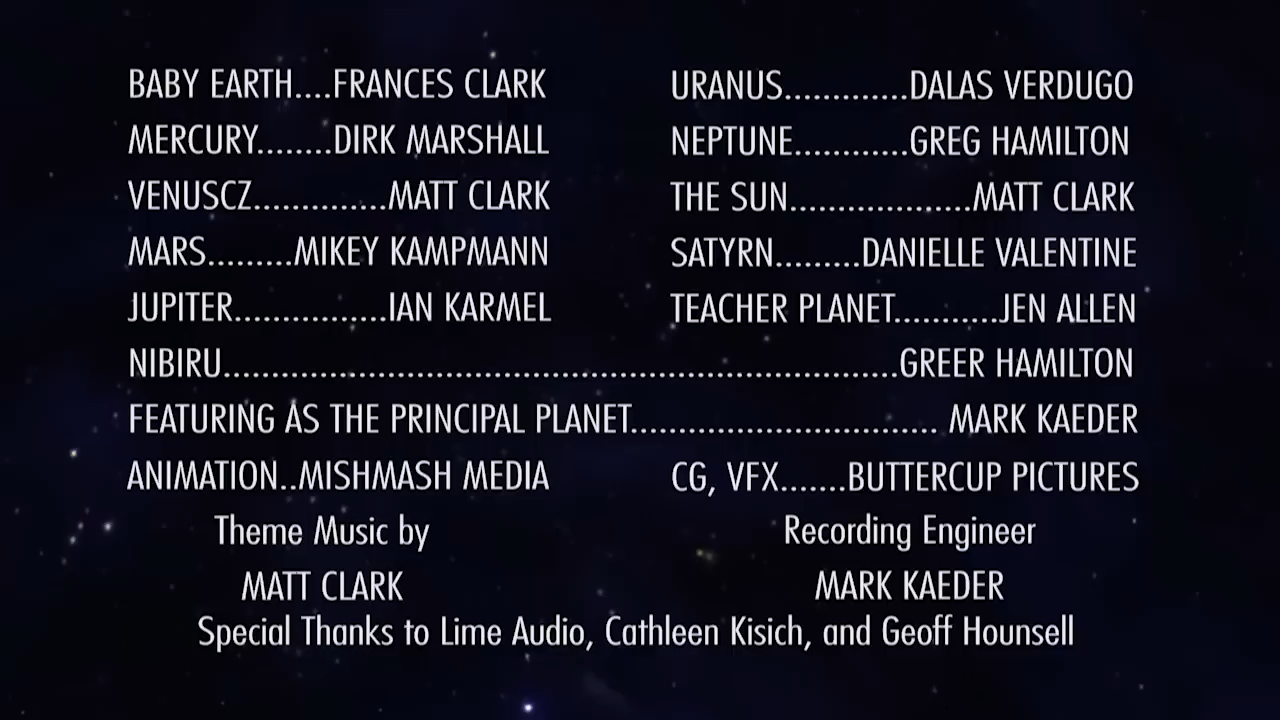 BABY EARTH....FRANCES CLARK
URANUS.............DALAS VERDUGO
MERCURY........DIRK MARSHALL
NEPTUNE............GREG HAMILTON
VENUSCZ..............MATT CLARK
THE SUN...................MATT CLARK
MARS.........MIKEY KAMPMANN
SATYRN.........DANIELLE VALENTINE
JUPITER................IAN KARMEL
TEACHER PLANET...........JEN ALLEN
NIBIRU........................................................................GREER HAMILTON
FEATURING AS THE PRINCIPAL PLANET................................. MARK KAEDER
ANIMATION..MISHMASH MEDIA
CG, VFX.......BUTTERCUP PICTURES
Theme Music by
Recording Engineer
MATT CLARK
MARK KAEDER
Special Thanks to Lime Audio, Cathleen Kisich, and Geoff Hounsell